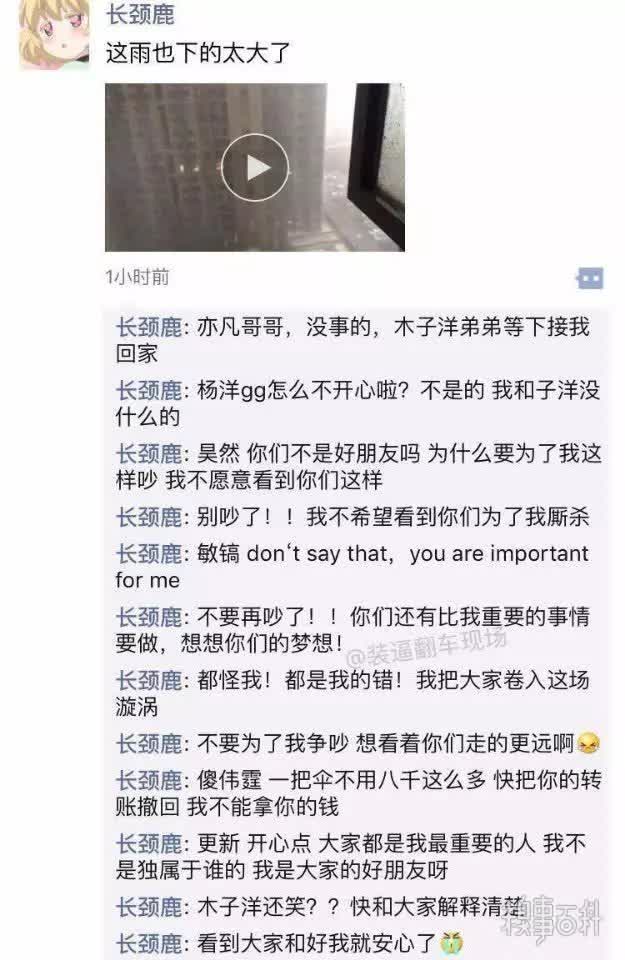 长颈鹿
这雨也下的太大了
1小时前
长颈鹿: 亦凡哥哥，没事的，木子洋弟弟等下接我
回家
长颈鹿: 杨洋gg怎么不开心啦？不是的 我和子洋没
什么的
长颈鹿: 昊然 你们不是好朋友吗 为什么要为了我这
样吵 我不愿意看到你们这样
长颈鹿: 别吵了！！我不希望看到你们为了我厮杀
长颈鹿: 敏镐 don‘t say that，you are important
for me
长颈鹿: 不要再吵了！！你们还有比我重要的事情
要做，想想你们的梦想！
@装逼翻车现场
长颈鹿: 都怪我！都是我的错！我把大家卷入这场
漩涡
长颈鹿: 不要为了我争吵 想看着你们走的更远啊😝
长颈鹿: 傻伟霆 一把伞不用八千这么多 快把你的转
账撤回 我不能拿你的钱
长颈鹿: 更新 开心点 大家都是我最重要的人 我不
是独属于谁的 我是大家的好朋友呀
长颈鹿: 木子洋还笑？？快和大家解释清楚
糗事百科
长颈鹿: 看到大家和好我就安心了